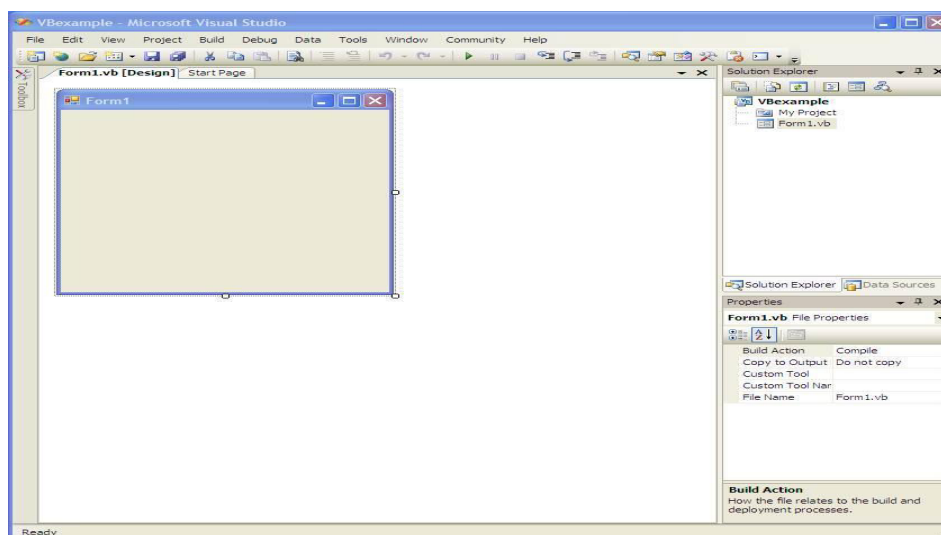 VBexample - Microsoft Visual Studio
File Edit View Project Build Debug Data Tools Window Community Help
Toolbox
Form1.vb [Design] Start Page
Form1
Solution Explorer
VBexample
My Project
Form1.vb
Solution Explorer Data Sources
Properties
Form1.vb File Properties
Build Action Compile
Copy to Output Do not copy
Custom Tool
Custom Tool Nar
File Name Form1.vb
Build Action
How the file relates to the build and
deployment processes.
Ready